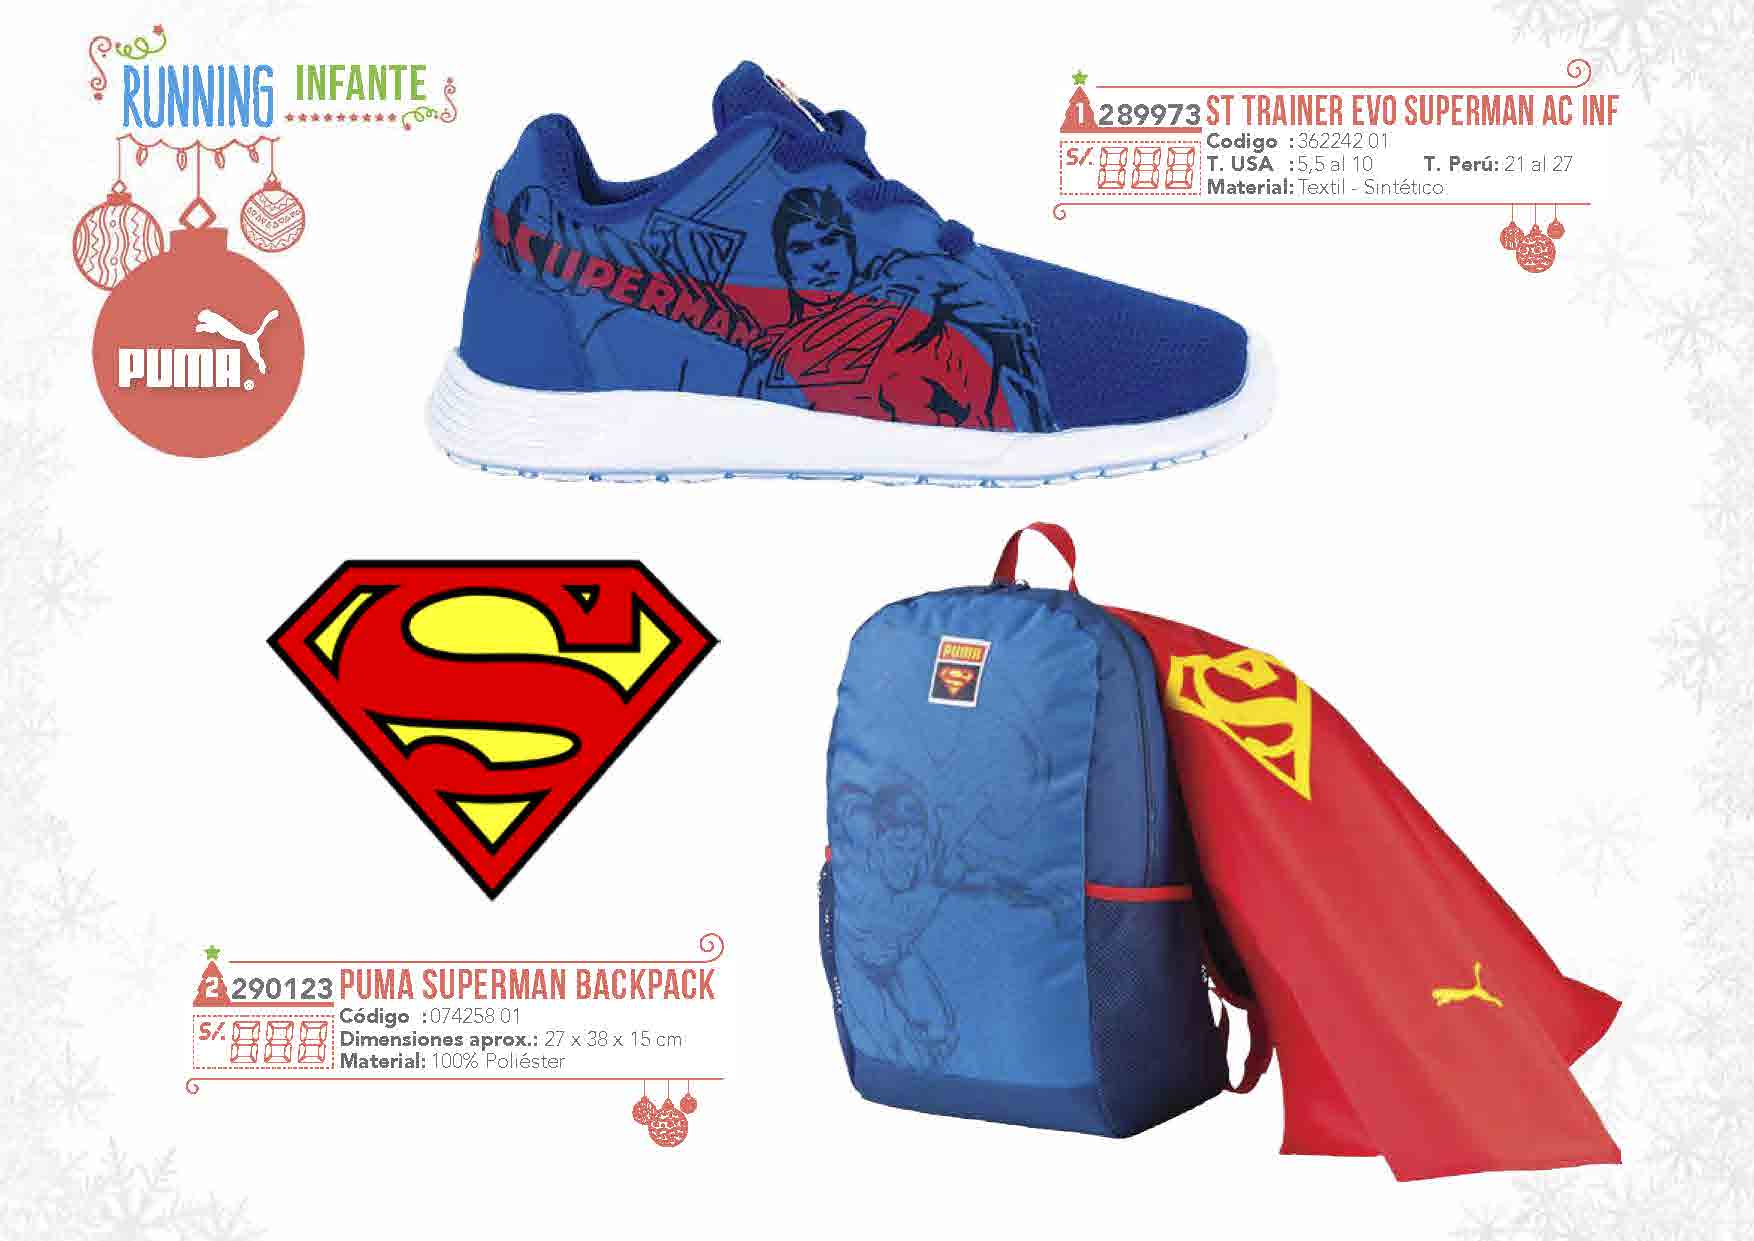 RUNNING INFANTE
PUMA®
1 289973 ST TRAINER EVO SUPERMAN AC INF
S/.
Codigo : 362242 01
T. USA : 5,5 al 10 T. Perú: 21 al 27
Material: Textil - Sintético
SUPERMAN
S
PUMA
S
S
2 290123 PUMA SUPERMAN BACKPACK
S/.
Código : 074258 01
Dimensiones aprox.: 27 x 38 x 15 cm
Material: 100% Poliéster